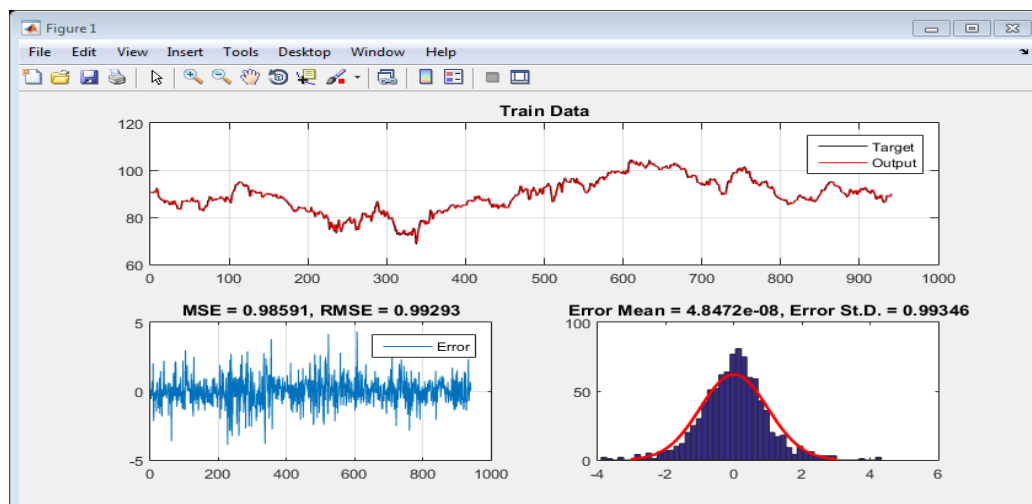 Figure 1
File Edit View Insert Tools Desktop Window Help
Train Data
120
100
80
60
Target
Output
0 100 200 300 400 500 600 700 800 900 1000
MSE = 0.98591, RMSE = 0.99293
5
0
-5
Error
0 200 400 600 800 1000
Error Mean = 4.8472e-08, Error St.D. = 0.99346
100
50
0
-4 -2 0 2 4 6